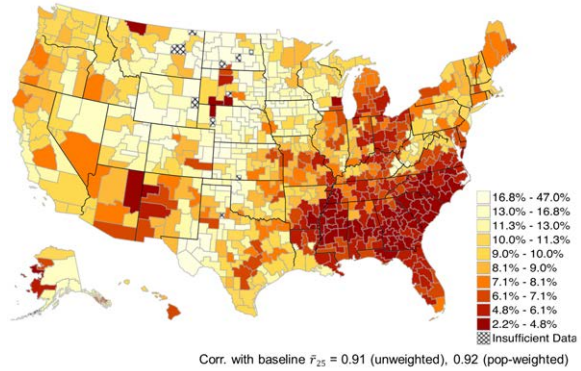 16.8% - 47.0%
13.0% - 16.8%
11.3% - 13.0%
10.0% - 11.3%
9.0% - 10.0%
8.1% - 9.0%
7.1% - 8.1%
6.1% - 7.1%
4.8% - 6.1%
2.2% - 4.8%
Insufficient Data
Corr. with baseline r̄₂₅ = 0.91 (unweighted), 0.92 (pop-weighted)